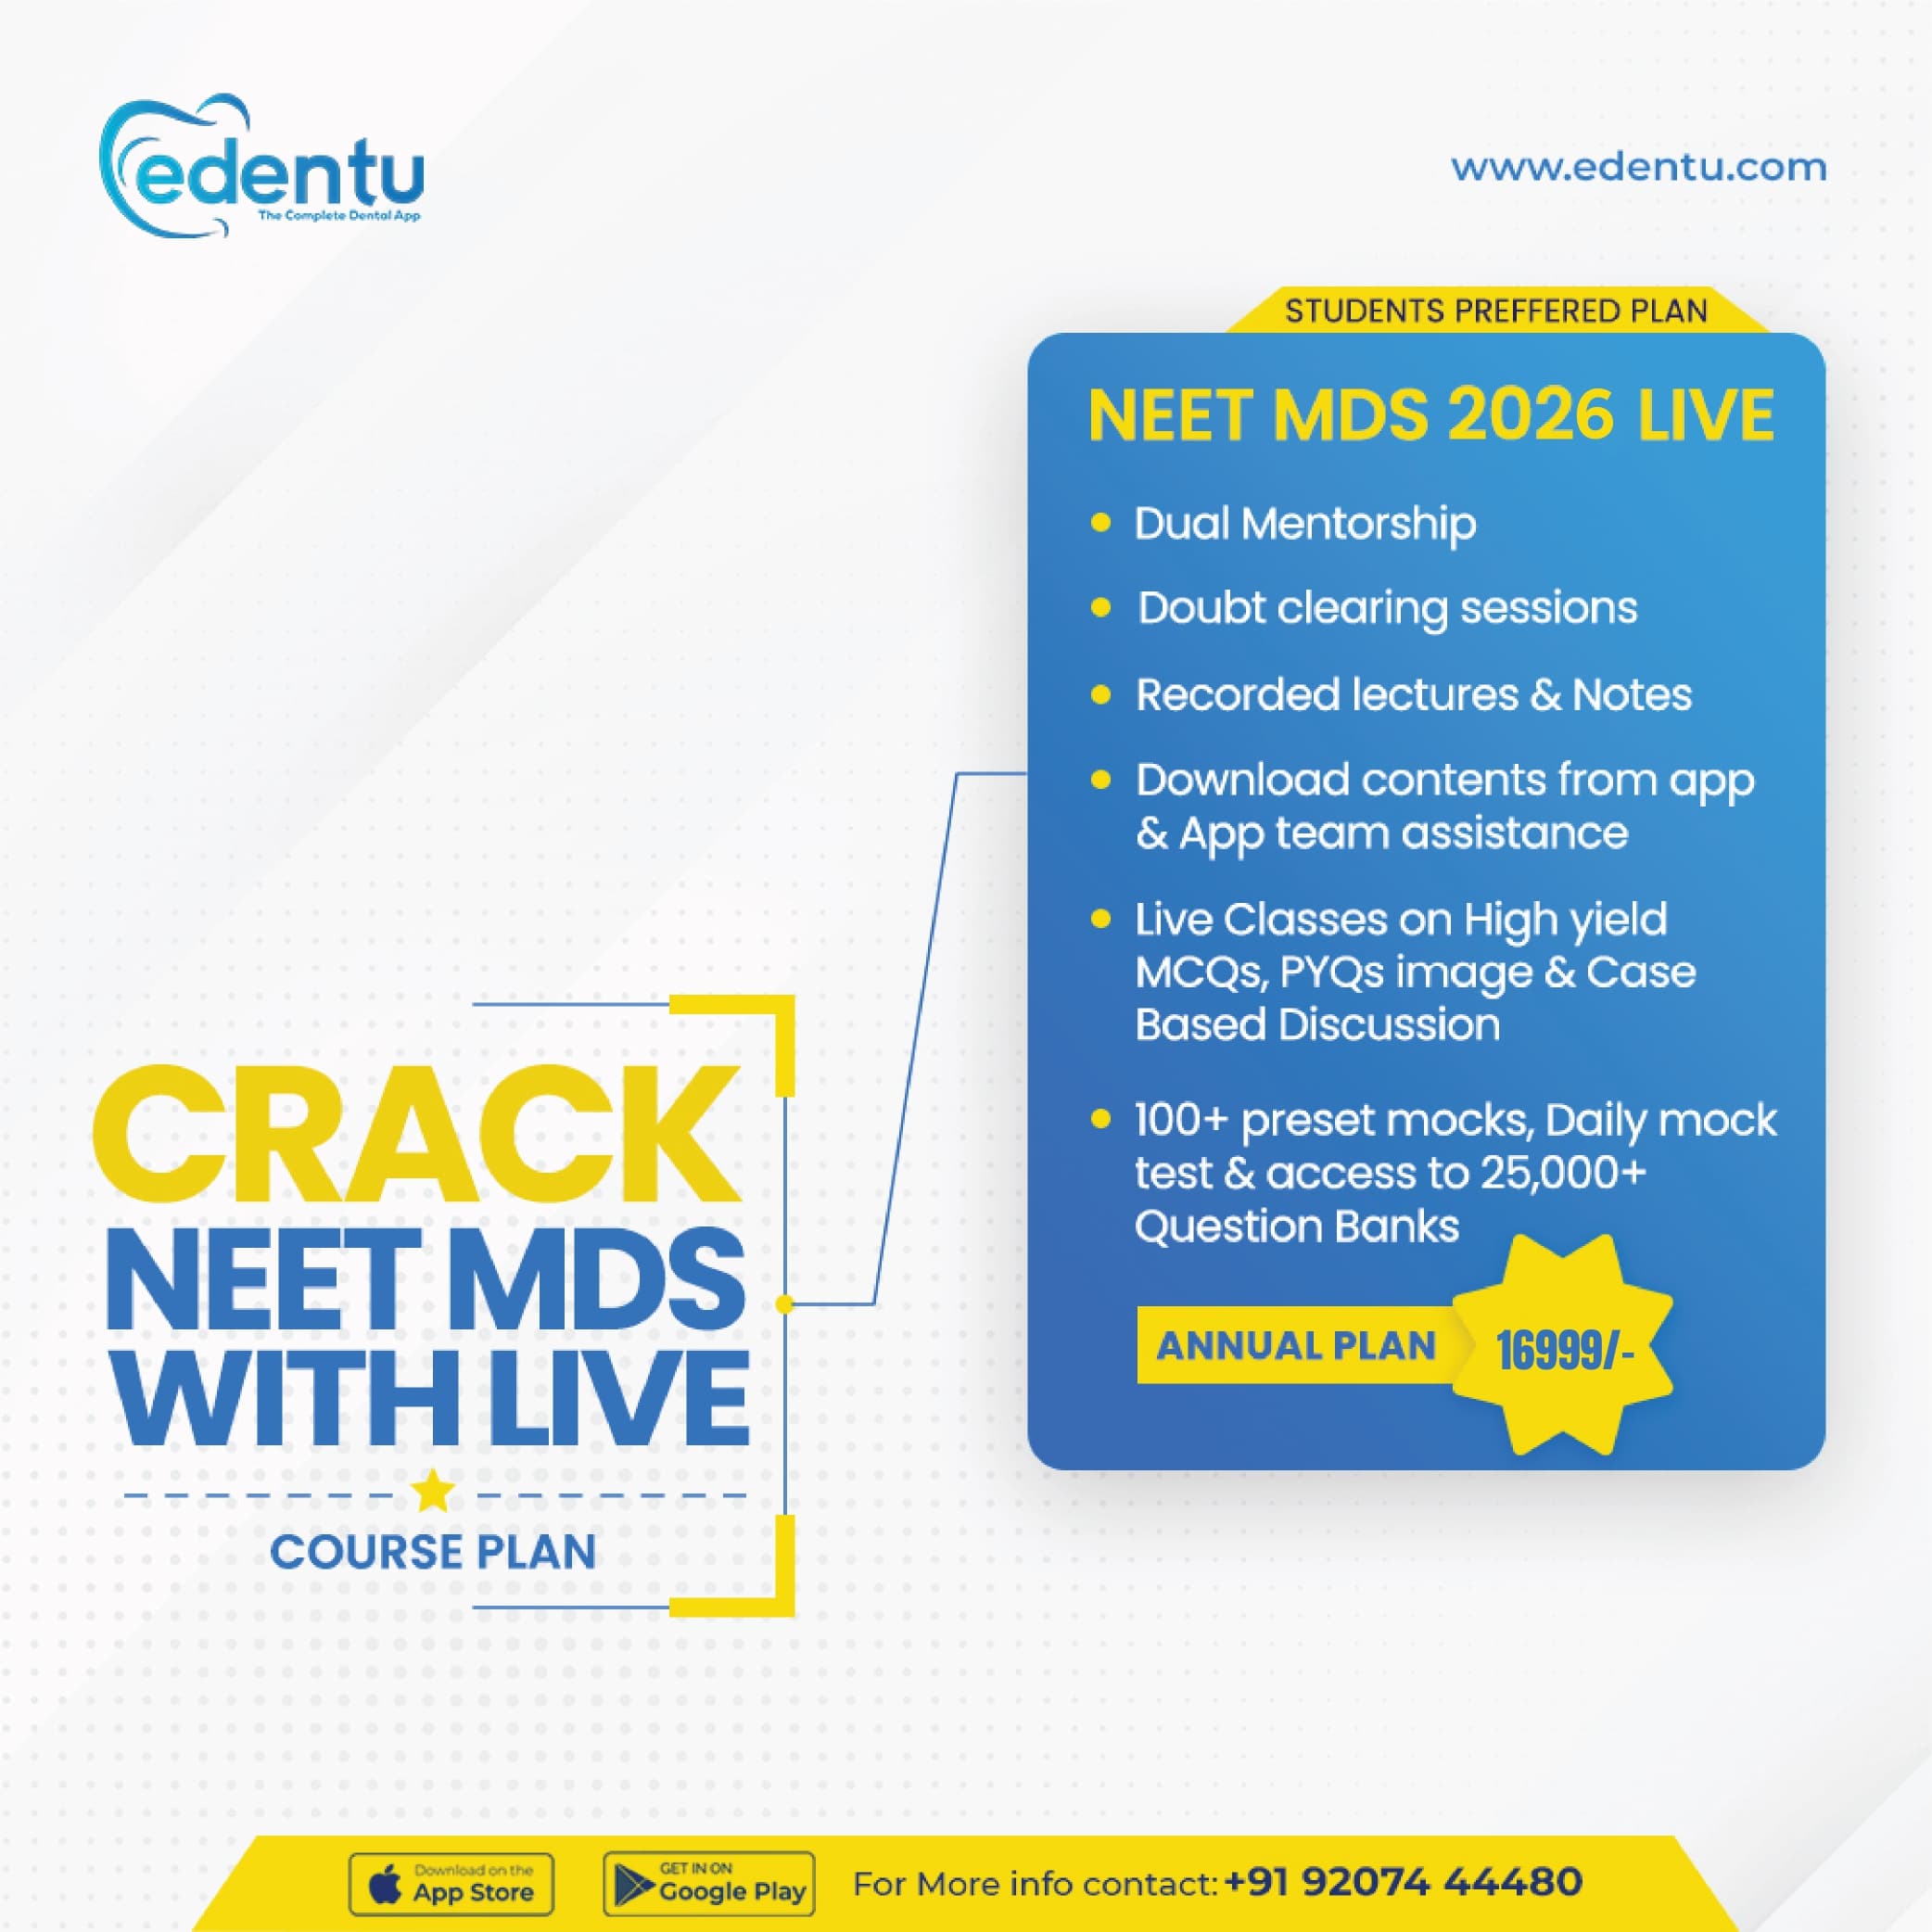 edentu
The Complete Dental App
www.edentu.com
STUDENTS PREFFERED PLAN
NEET MDS 2026 LIVE
Dual Mentorship
Doubt clearing sessions
Recorded lectures & Notes
Download contents from app
& App team assistance
Live Classes on High yield
MCQs, PYQs image & Case
Based Discussion
100+ preset mocks, Daily mock
test & access to 25,000+
Question Banks
ANNUAL PLAN
16999/-
CRACK
NEET MDS
WITH LIVE
COURSE PLAN
Download on the
App Store
GET IN ON
Google Play
For More info contact: +91 92074 44480